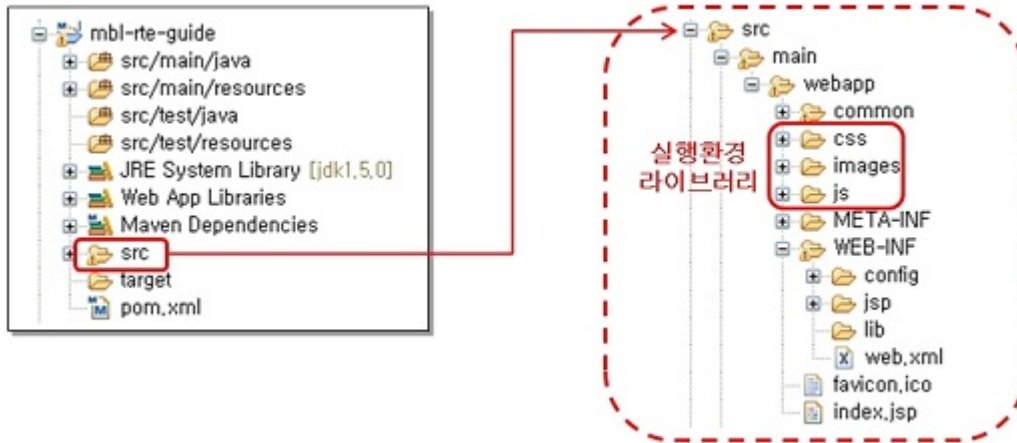 mbl-rte-guide
src/main/java
src/main/resources
src/test/java
src/test/resources
JRE System Library [jdk1,5,0]
Web App Libraries
Maven Dependencies
src
target
pom,xml
src
main
webapp
common
css
images
js
실행환경
라이브러리
META-INF
WEB-INF
config
jsp
lib
web,xml
favicon,ico
index,jsp